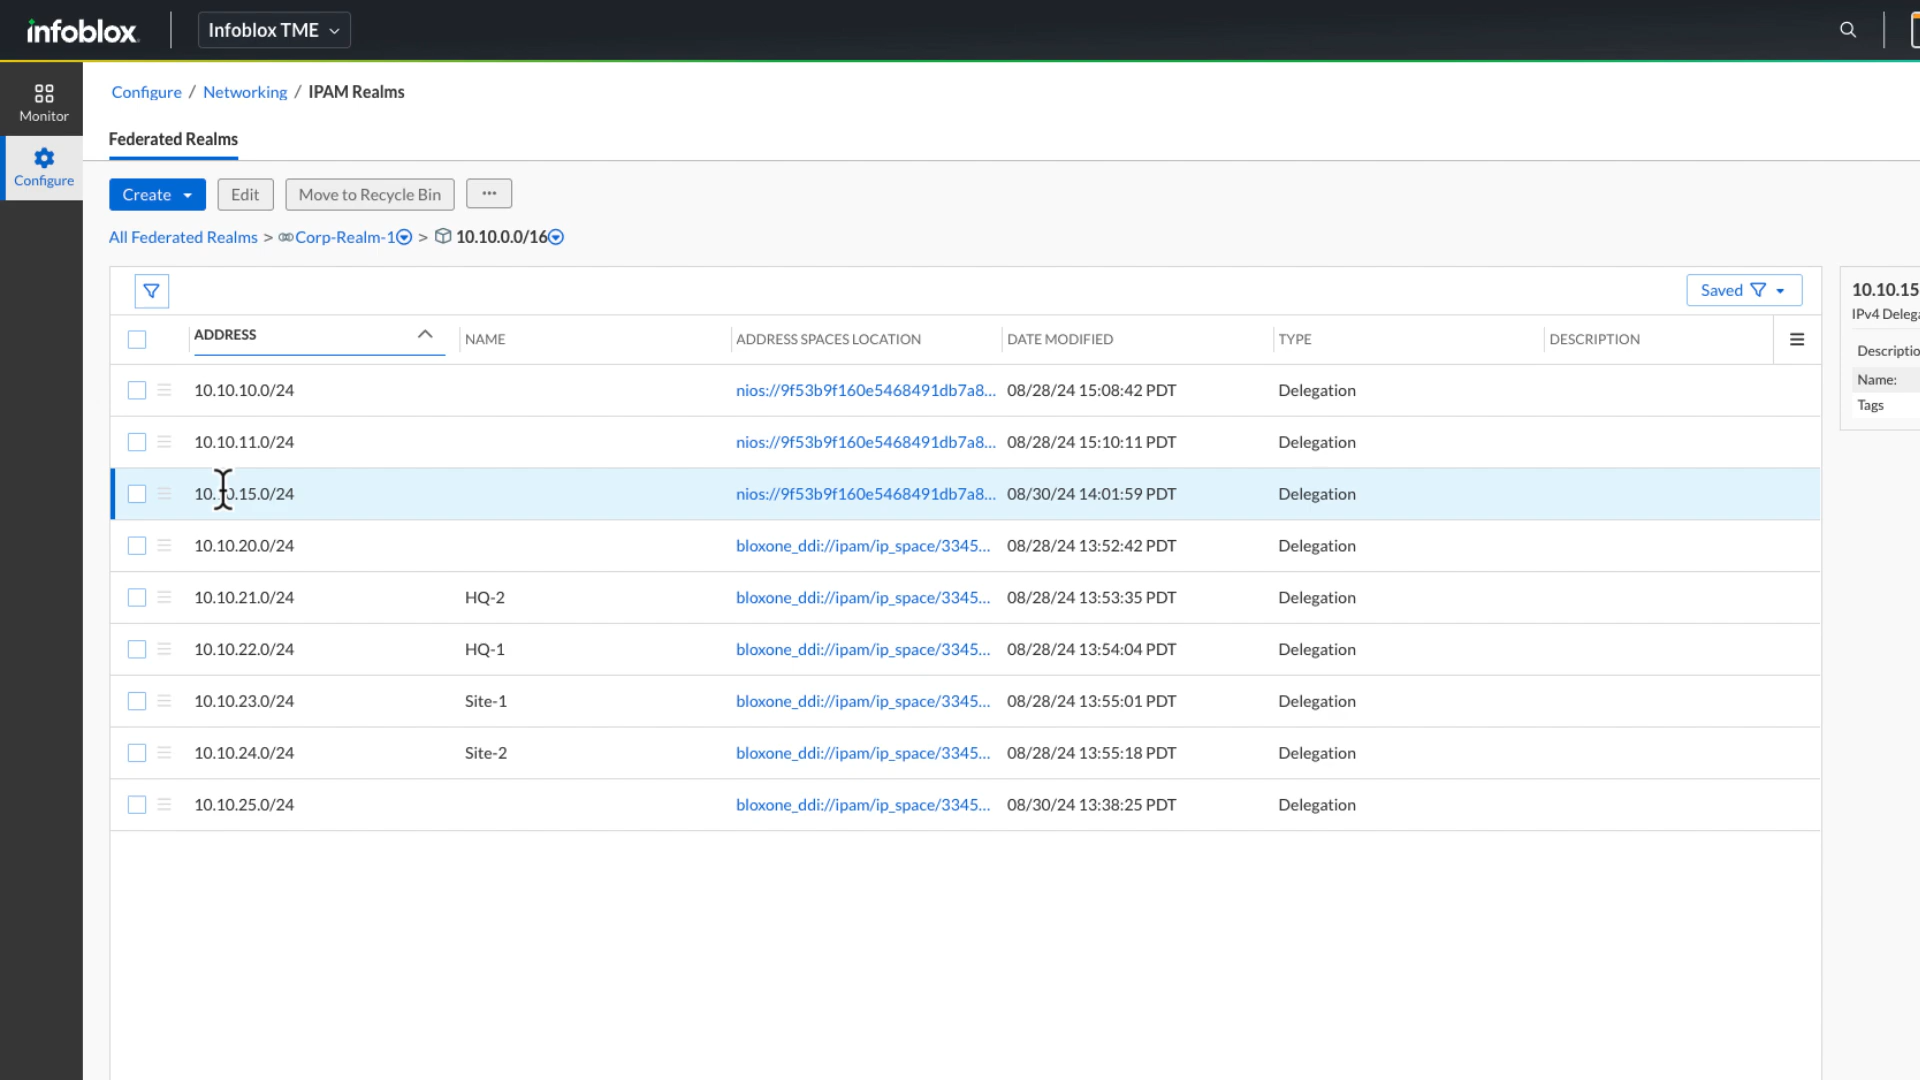 infoblox.
Infoblox TME
Monitor
Configure
Configure / Networking / IPAM Realms
Federated Realms
Create Edit Move to Recycle Bin ...
All Federated Realms > Corp-Realm-1 > 10.10.0.0/16
Saved
ADDRESS NAME ADDRESS SPACES LOCATION DATE MODIFIED TYPE DESCRIPTION
10.10.10.0/24 nios://9f53b9f160e5468491db7a8... 08/28/24 15:08:42 PDT Delegation
10.10.11.0/24 nios://9f53b9f160e5468491db7a8... 08/28/24 15:10:11 PDT Delegation
10.10.15.0/24 nios://9f53b9f160e5468491db7a8... 08/30/24 14:01:59 PDT Delegation
10.10.20.0/24 bloxone_ddi://ipam/ip_space/3345... 08/28/24 13:52:42 PDT Delegation
10.10.21.0/24 HQ-2 bloxone_ddi://ipam/ip_space/3345... 08/28/24 13:53:35 PDT Delegation
10.10.22.0/24 HQ-1 bloxone_ddi://ipam/ip_space/3345... 08/28/24 13:54:04 PDT Delegation
10.10.23.0/24 Site-1 bloxone_ddi://ipam/ip_space/3345... 08/28/24 13:55:01 PDT Delegation
10.10.24.0/24 Site-2 bloxone_ddi://ipam/ip_space/3345... 08/28/24 13:55:18 PDT Delegation
10.10.25.0/24 bloxone_ddi://ipam/ip_space/3345... 08/30/24 13:38:25 PDT Delegation
10.10.15
IPv4 Delega
Descriptio
Name:
Tags